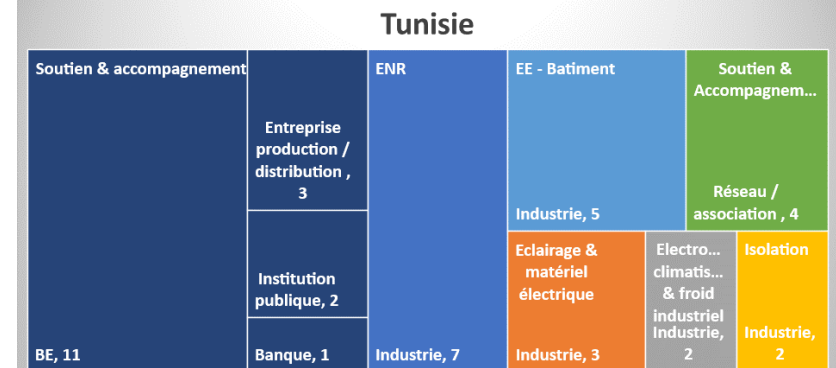 Tunisie
Soutien & accompagnement
BE, 11
Entreprise
production /
distribution ,
3
Institution
publique, 2
Banque, 1
ENR
Industrie, 7
EE - Batiment
Industrie, 5
Soutien &
Accompagnem...
Réseau /
association , 4
Eclairage &
matériel
électrique
Industrie, 3
Electro...
climatis...
& froid
industriel
Industrie,
2
Isolation
Industrie,
2